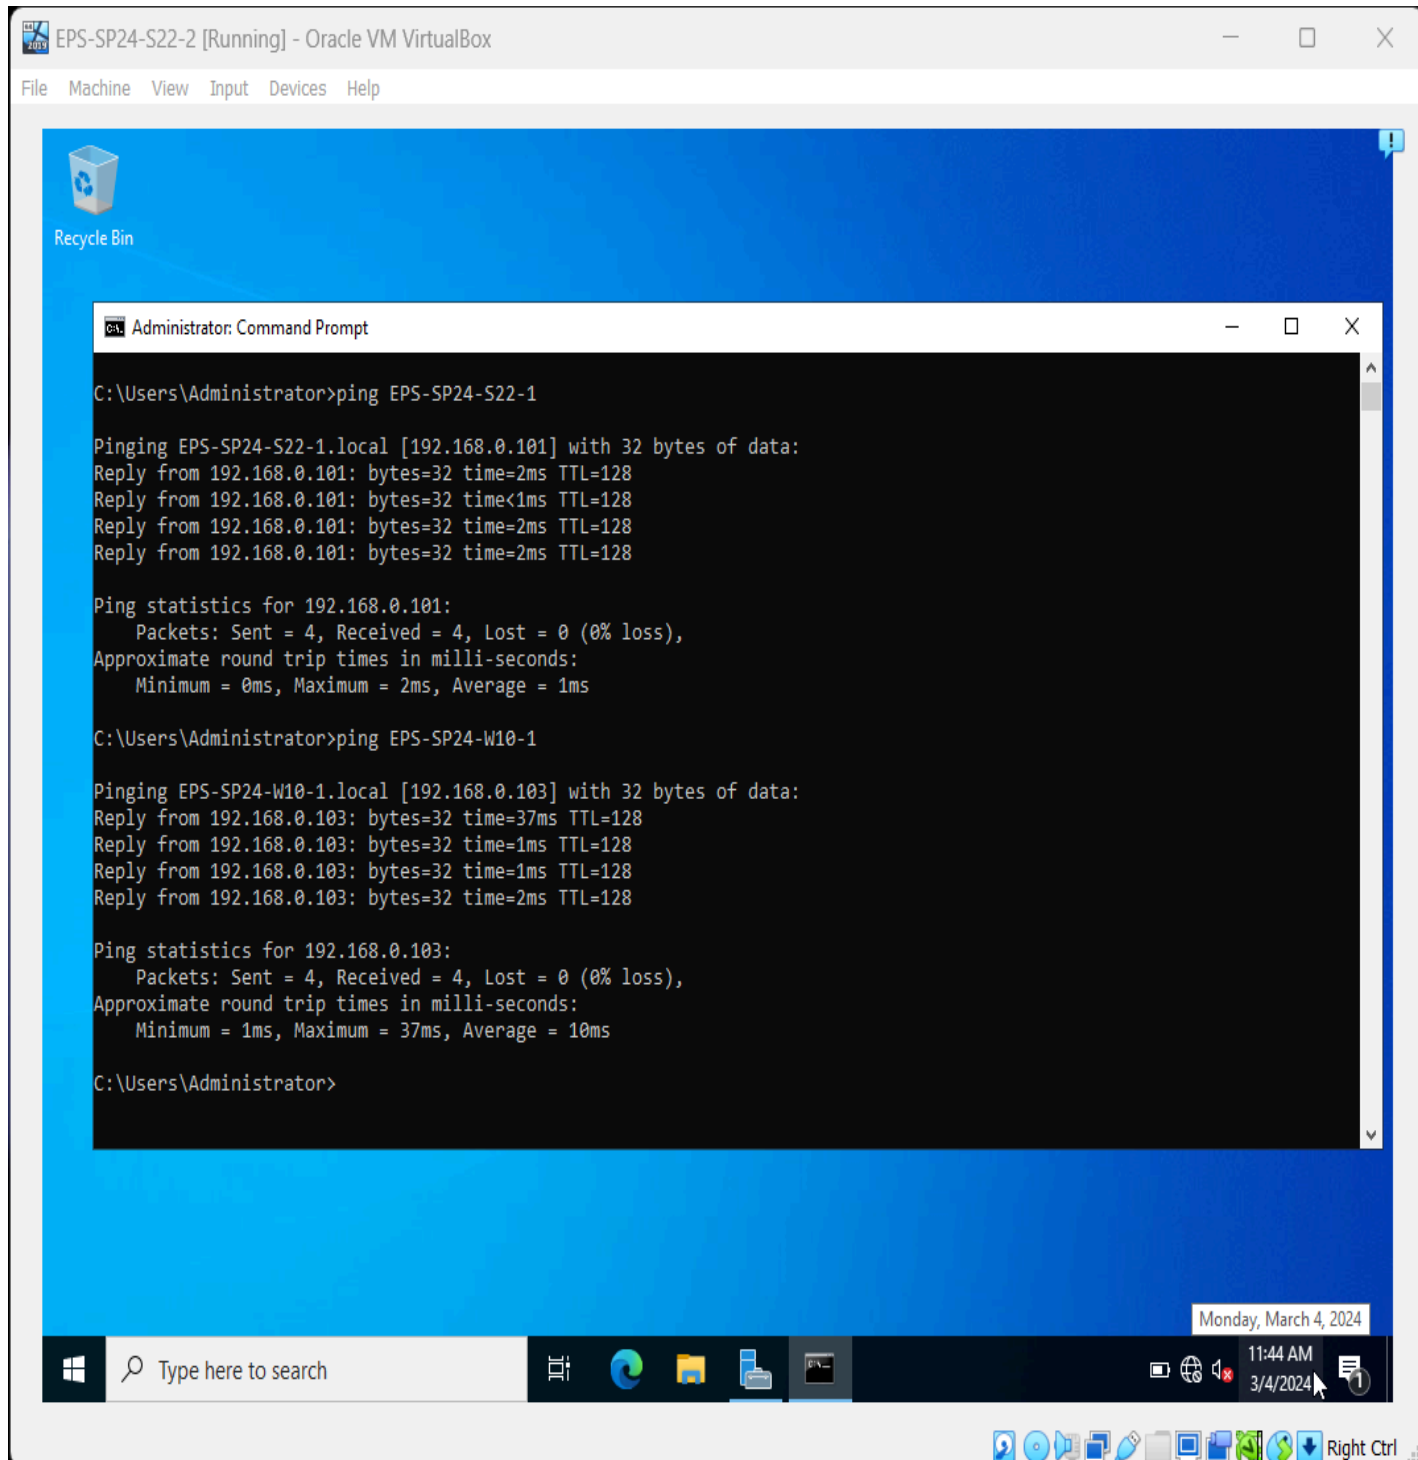 EPS-SP24-S22-2 [Running] - Oracle VM VirtualBox
File Machine View Input Devices Help
Recycle Bin
Administrator: Command Prompt
C:\Users\Administrator>ping EPS-SP24-S22-1
Pinging EPS-SP24-S22-1.local [192.168.0.101] with 32 bytes of data:
Reply from 192.168.0.101: bytes=32 time=2ms TTL=128
Reply from 192.168.0.101: bytes=32 time<1ms TTL=128
Reply from 192.168.0.101: bytes=32 time=2ms TTL=128
Reply from 192.168.0.101: bytes=32 time=2ms TTL=128
Ping statistics for 192.168.0.101:
Packets: Sent = 4, Received = 4, Lost = 0 (0% loss),
Approximate round trip times in milli-seconds:
Minimum = 0ms, Maximum = 2ms, Average = 1ms
C:\Users\Administrator>ping EPS-SP24-W10-1
Pinging EPS-SP24-W10-1.local [192.168.0.103] with 32 bytes of data:
Reply from 192.168.0.103: bytes=32 time=37ms TTL=128
Reply from 192.168.0.103: bytes=32 time=1ms TTL=128
Reply from 192.168.0.103: bytes=32 time=1ms TTL=128
Reply from 192.168.0.103: bytes=32 time=2ms TTL=128
Ping statistics for 192.168.0.103:
Packets: Sent = 4, Received = 4, Lost = 0 (0% loss),
Approximate round trip times in milli-seconds:
Minimum = 1ms, Maximum = 37ms, Average = 10ms
C:\Users\Administrator>
Monday, March 4, 2024
Type here to search
11:44 AM
3/4/2024
1
Right Ctrl